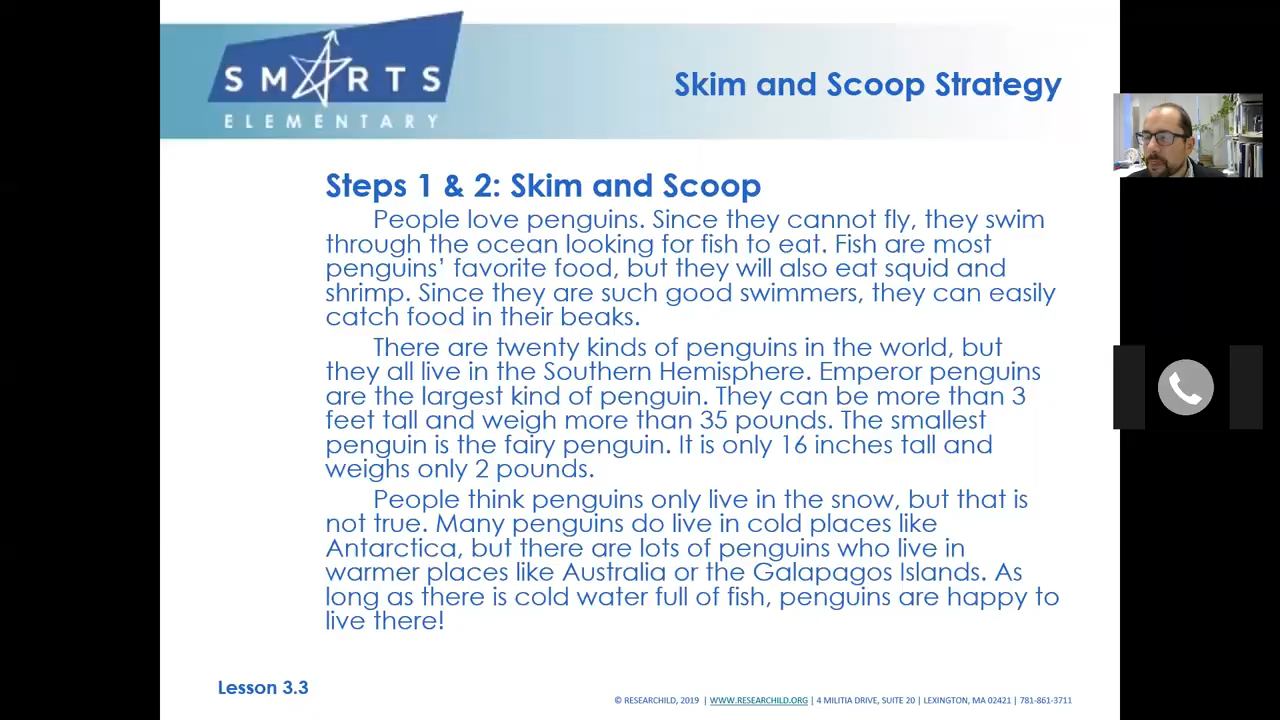 SMARTS
ELEMENTARY
Skim and Scoop Strategy
Steps 1 & 2: Skim and Scoop
People love penguins. Since they cannot fly, they swim
through the ocean looking for fish to eat. Fish are most
penguins’ favorite food, but they will also eat squid and
shrimp. Since they are such good swimmers, they can easily
catch food in their beaks.
There are twenty kinds of penguins in the world, but
they all live in the Southern Hemisphere. Emperor penguins
are the largest kind of penguin. They can be more than 3
feet tall and weigh more than 35 pounds. The smallest
penguin is the fairy penguin. It is only 16 inches tall and
weighs only 2 pounds.
People think penguins only live in the snow, but that is
not true. Many penguins do live in cold places like
Antarctica, but there are lots of penguins who live in
warmer places like Australia or the Galapagos Islands. As
long as there is cold water full of fish, penguins are happy to
live there!
Lesson 3.3
© RESEARCHILD, 2019 | WWW.RESEARCHILD.ORG | 4 MILITIA DRIVE, SUITE 20 | LEXINGTON, MA 02421 | 781-861-3711